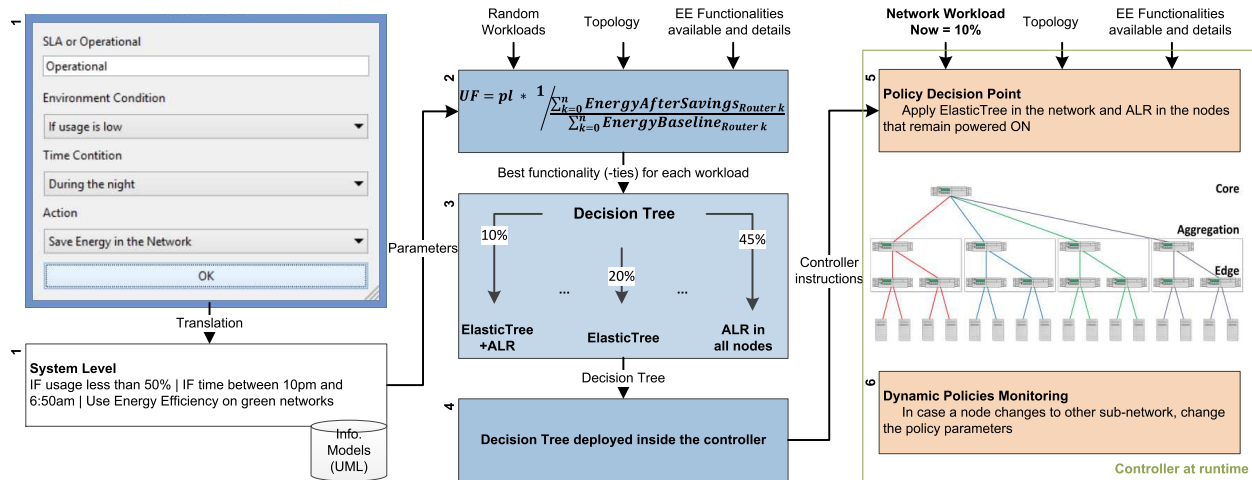 1
SLA or Operational
Operational
Environment Condition
If usage is low
Time Contition
During the night
Action
Save Energy in the Network
OK
Translation
1
System Level
IF usage less than 50% | IF time between 10pm and
6:50am | Use Energy Efficiency on green networks
Info.
Models
(UML)
Parameters
Random
Workloads
Topology
EE Functionalities
available and details
2
UF = pl * 1 / (∑ⁿₖ₌₀ EnergyAfterSavings Router k / ∑ⁿₖ₌₀ EnergyBaseline Router k)
Best functionality (-ties) for each workload
3
Decision Tree
10%
20%
45%
... ...
ElasticTree
+ALR
ElasticTree
ALR in
all nodes
Decision Tree
4
Decision Tree deployed inside the controller
Controller
instructions
Network Workload
Now = 10%
Topology
EE Functionalities
available and details
5
Policy Decision Point
Apply ElasticTree in the network and ALR in the nodes
that remain powered ON
Core
Aggregation
Edge
6
Dynamic Policies Monitoring
In case a node changes to other sub-network, change
the policy parameters
Controller at runtime